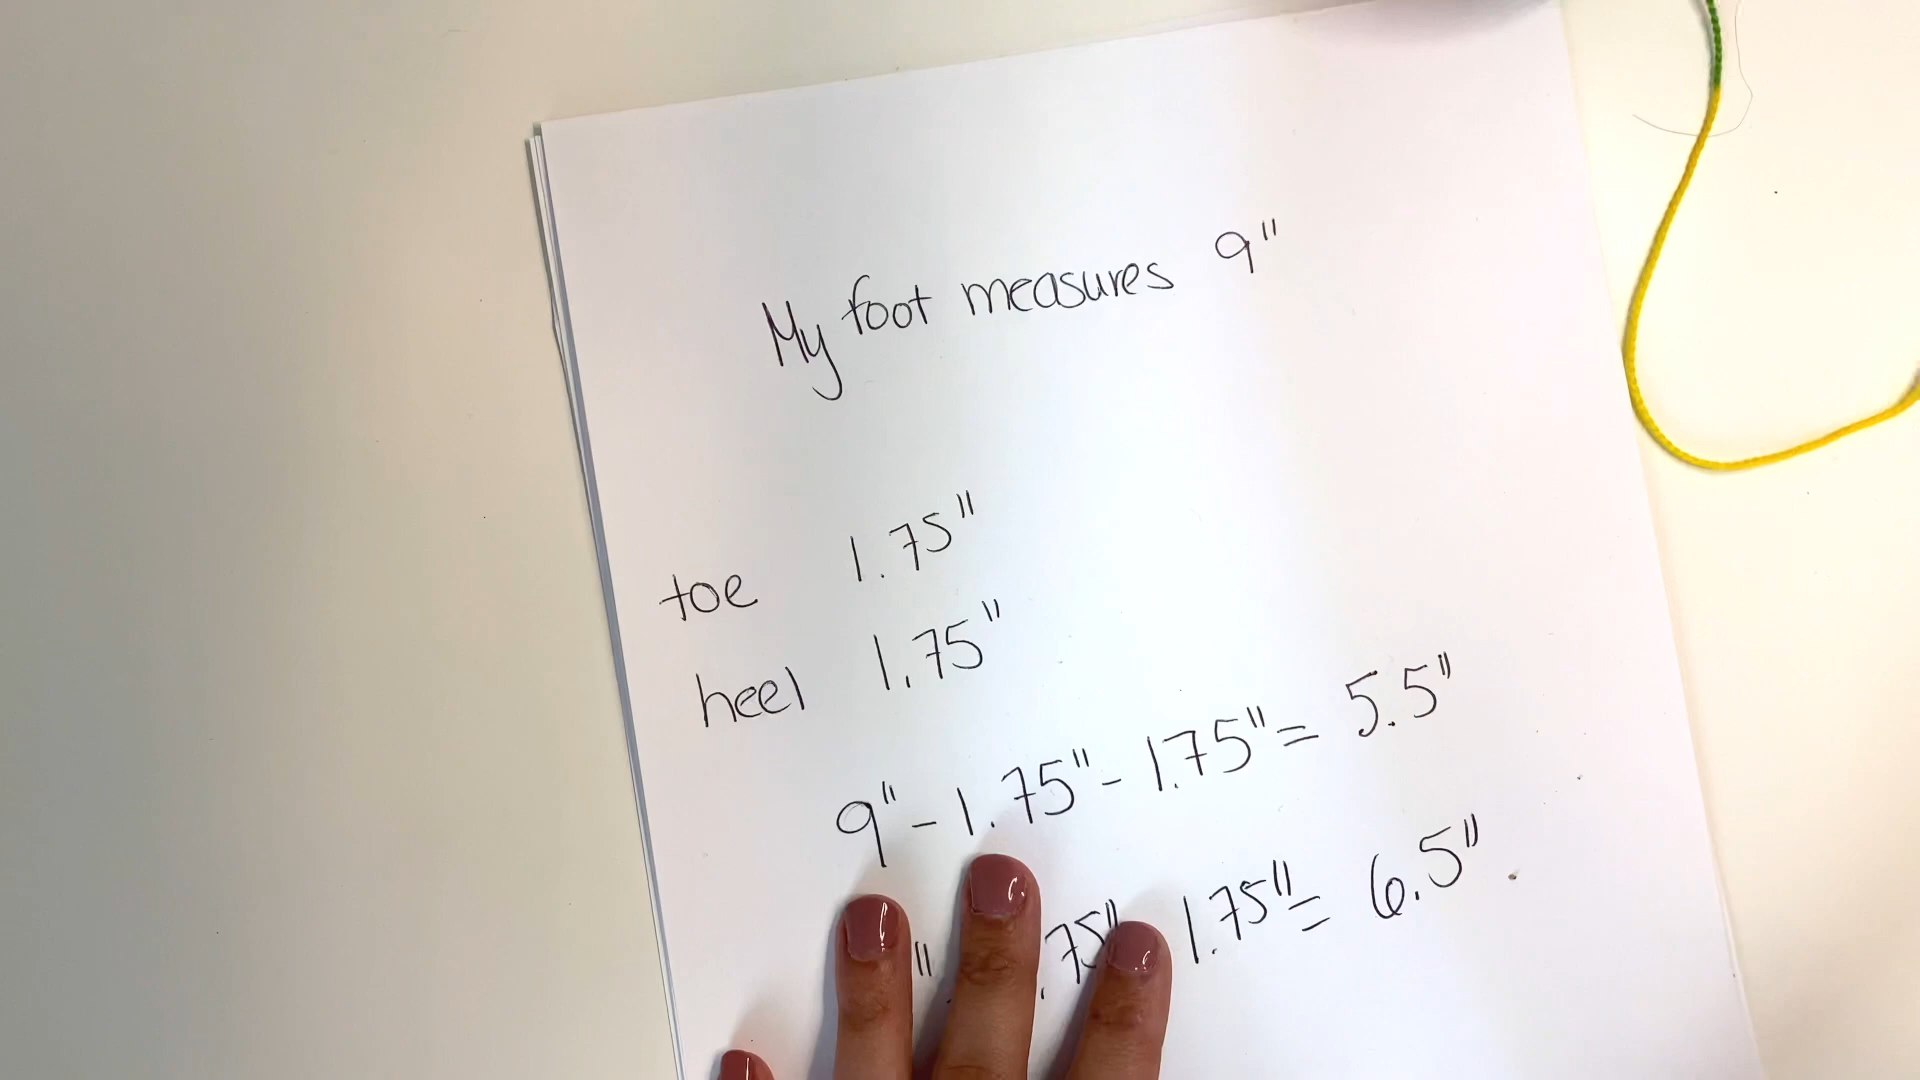 My foot measures 9"
toe 1.75"
heel 1.75"
9" - 1.75" - 1.75" = 5.5"
" .75" 1.75" = 6.5"